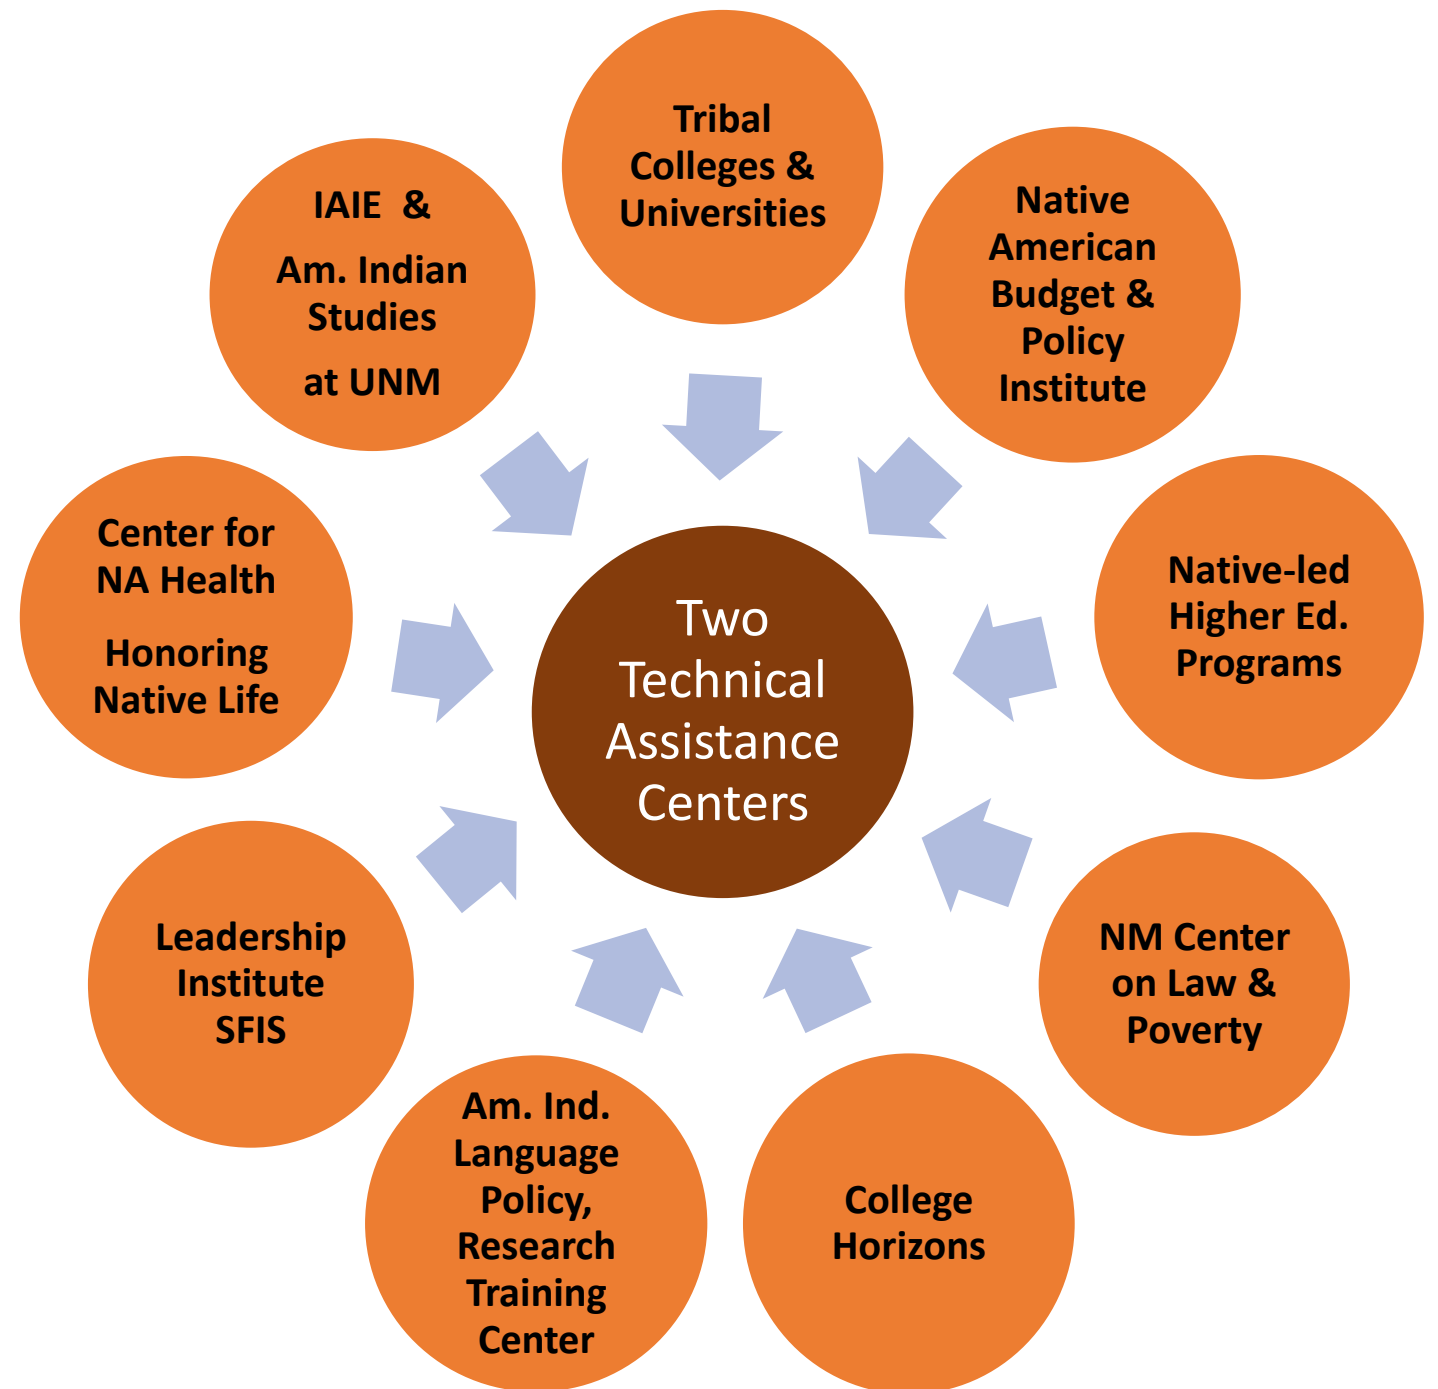 Tribal
Colleges &
Universities
Native
American
Budget &
Policy
Institute
Native-led
Higher Ed.
Programs
NM Center
on Law &
Poverty
College
Horizons
Am. Ind.
Language
Policy,
Research
Training
Center
Leadership
Institute
SFIS
Center for
NA Health
Honoring
Native Life
IAIE &
Am. Indian
Studies
at UNM
Two
Technical
Assistance
Centers